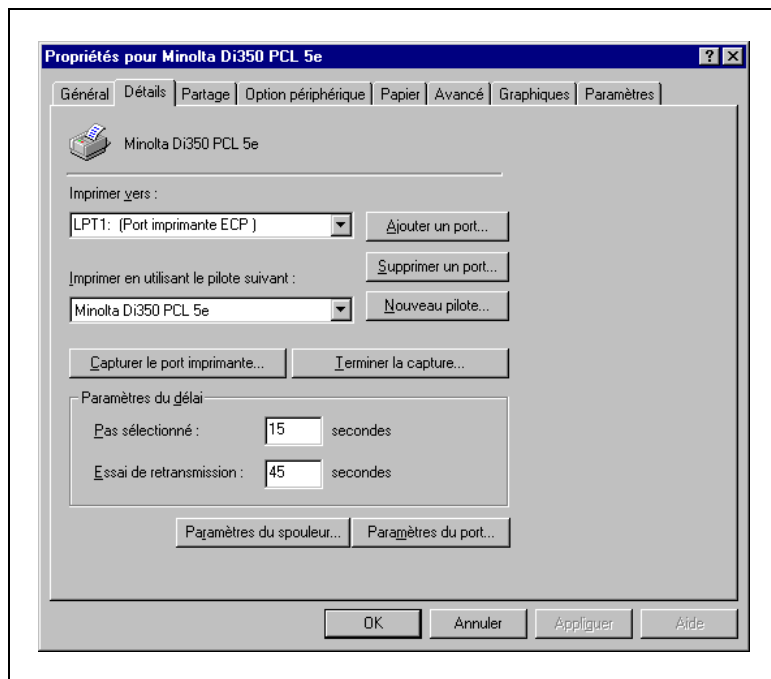 Propriétés pour Minolta Di350 PCL 5e
Général Détails Partage Option périphérique Papier Avancé Graphiques Paramètres
Minolta Di350 PCL 5e
Imprimer vers :
LPT1: (Port imprimante ECP )
Ajouter un port...
Supprimer un port...
Imprimer en utilisant le pilote suivant :
Minolta Di350 PCL 5e
Nouveau pilote...
Capturer le port imprimante... Terminer la capture...
Paramètres du délai
Pas sélectionné : 15 secondes
Essai de retransmission : 45 secondes
Paramètres du spouleur... Paramètres du port...
OK Annuler Appliquer Aide